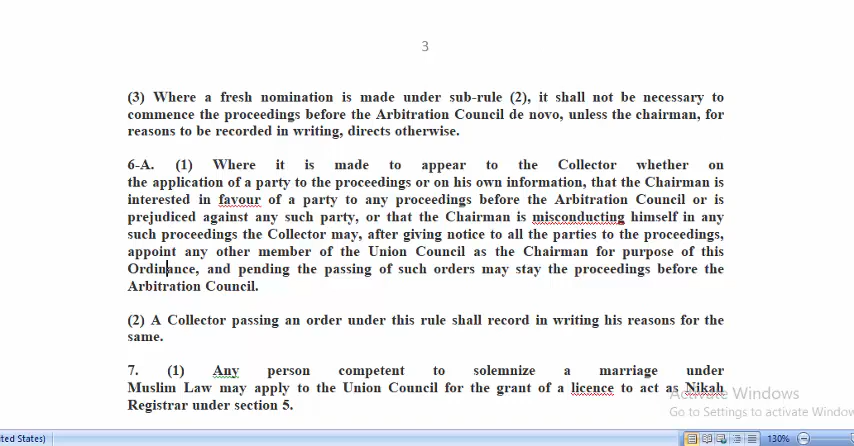 3
(3) Where a fresh nomination is made under sub-rule (2), it shall not be necessary to
commence the proceedings before the Arbitration Council de novo, unless the chairman, for
reasons to be recorded in writing, directs otherwise.
6-A. (1) Where it is made to appear to the Collector whether on
the application of a party to the proceedings or on his own information, that the Chairman is
interested in favour of a party to any proceedings before the Arbitration Council or is
prejudiced against any such party, or that the Chairman is misconducting himself in any
such proceedings the Collector may, after giving notice to all the parties to the proceedings,
appoint any other member of the Union Council as the Chairman for purpose of this
Ordinance, and pending the passing of such orders may stay the proceedings before the
Arbitration Council.
(2) A Collector passing an order under this rule shall record in writing his reasons for the
same.
7. (1) Any person competent to solemnize a marriage under
Muslim Law may apply to the Union Council for the grant of a licence to act as Nikah
Registrar under section 5.
Activate Windows
Go to Settings to activate Window
ted States)
130%